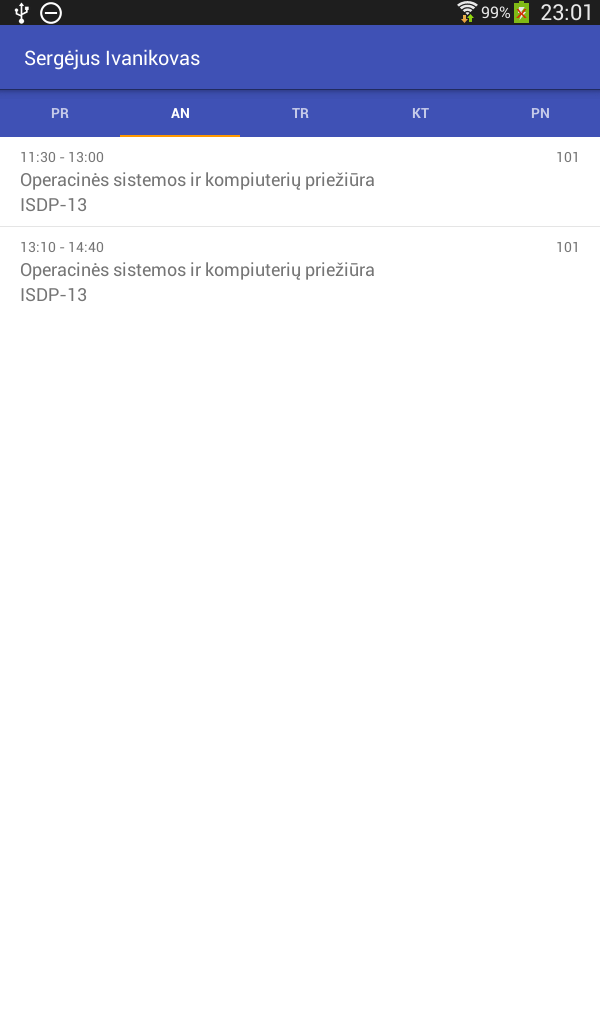 99% 23:01
Sergėjus Ivanikovas
PR AN TR KT PN
11:30 - 13:00 101
Operacinės sistemos ir kompiuterių priežiūra
ISDP-13
13:10 - 14:40 101
Operacinės sistemos ir kompiuterių priežiūra
ISDP-13